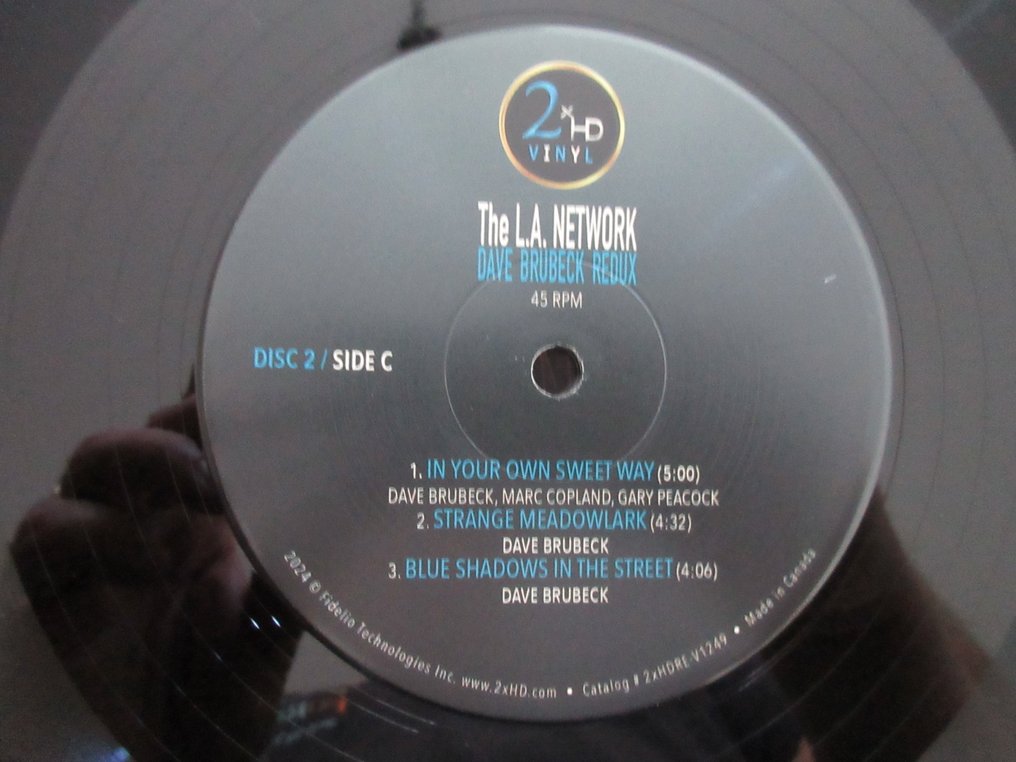 2xHD
VINYL
The L.A. NETWORK
DAVE BRUBECK REDUX
45 RPM
DISC 2 / SIDE C
1. IN YOUR OWN SWEET WAY (5:00)
DAVE BRUBECK, MARC COPLAND, GARY PEACOCK
2. STRANGE MEADOWLARK (4:32)
DAVE BRUBECK
3. BLUE SHADOWS IN THE STREET (4:06)
DAVE BRUBECK
2024 © Fidelio Technologies Inc. www.2xHD.com • Catalog # 2xHDRE-V1249 • Made in Canada